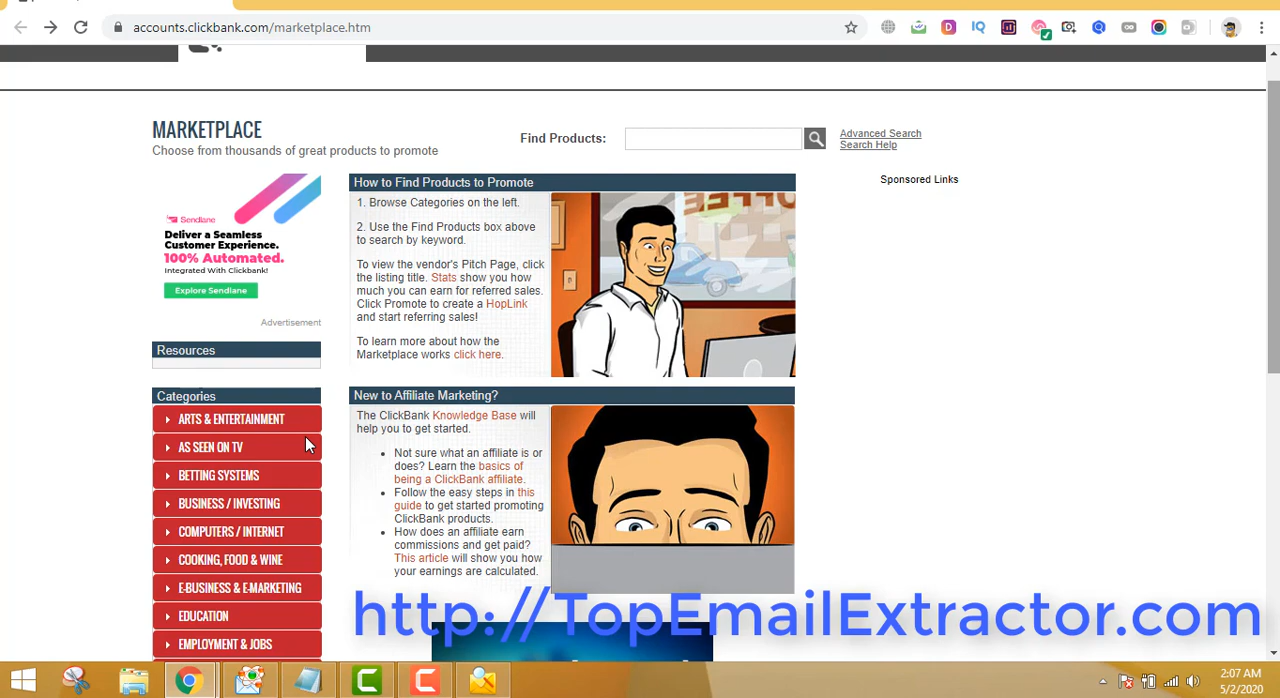 accounts.clickbank.com/marketplace.htm
IQ
MARKETPLACE
Choose from thousands of great products to promote
Find Products:
Advanced Search
Search Help
Sponsored Links
Sendlane
Deliver a Seamless
Customer Experience.
100% Automated.
Integrated With Clickbank!
Explore Sendlane
Advertisement
Resources
Categories
ARTS & ENTERTAINMENT
AS SEEN ON TV
BETTING SYSTEMS
BUSINESS / INVESTING
COMPUTERS / INTERNET
COOKING, FOOD & WINE
E-BUSINESS & E-MARKETING
EDUCATION
EMPLOYMENT & JOBS
How to Find Products to Promote
1. Browse Categories on the left.
2. Use the Find Products box above
to search by keyword.
To view the vendor's Pitch Page, click
the listing title. Stats show you how
much you can earn for referred sales.
Click Promote to create a HopLink
and start referring sales!
To learn more about how the
Marketplace works click here.
New to Affiliate Marketing?
The ClickBank Knowledge Base will
help you to get started.
Not sure what an affiliate is or
does? Learn the basics of
being a ClickBank affiliate.
Follow the easy steps in this
guide to get started promoting
ClickBank products.
How does an affiliate earn
commissions and get paid?
This article will show you how
your earnings are calculated.
http://TopEmailExtractor.com
2:07 AM
5/2/2020